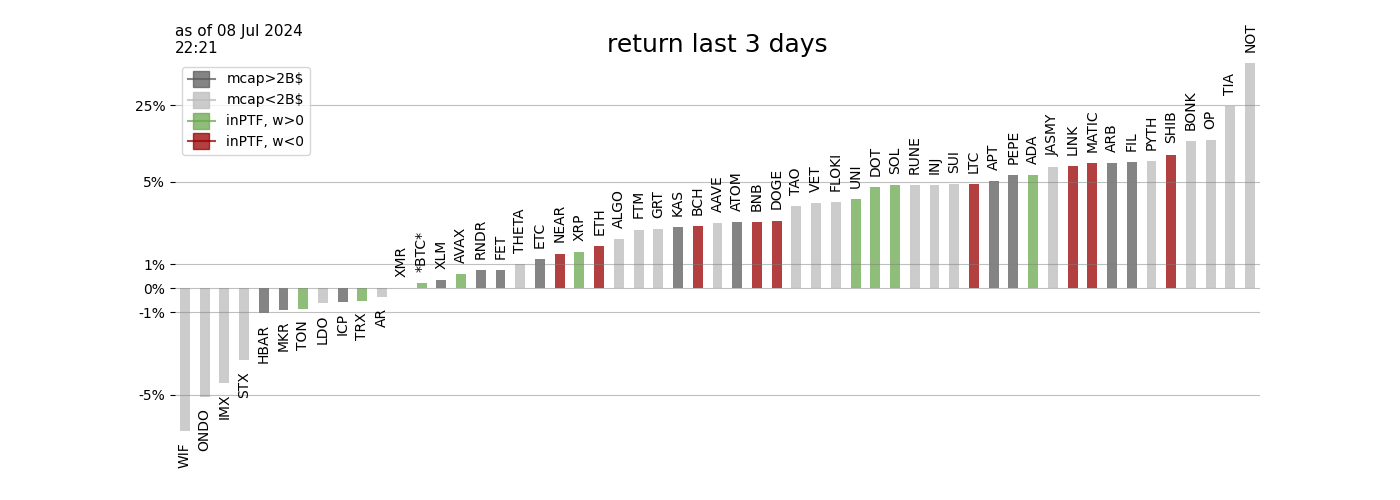 as of 08 Jul 2024
22:21
return last 3 days
mcap>2B$
mcap<2B$
inPTF, w>0
inPTF, w<0
25%
5%
1%
0%
-1%
-5%
WIF
ONDO
IMX
STX
HBAR
MKR
TON
LDO
ICP
TRX
AR
XMR
*BTC*
XLM
AVAX
RNDR
FET
THETA
ETC
NEAR
XRP
ETH
ALGO
FTM
GRT
KAS
BCH
AAVE
ATOM
BNB
DOGE
TAO
VET
FLOKI
UNI
DOT
SOL
RUNE
INJ
SUI
LTC
APT
PEPE
ADA
JASMY
LINK
MATIC
ARB
FIL
PYTH
SHIB
BONK
OP
TIA
NOT